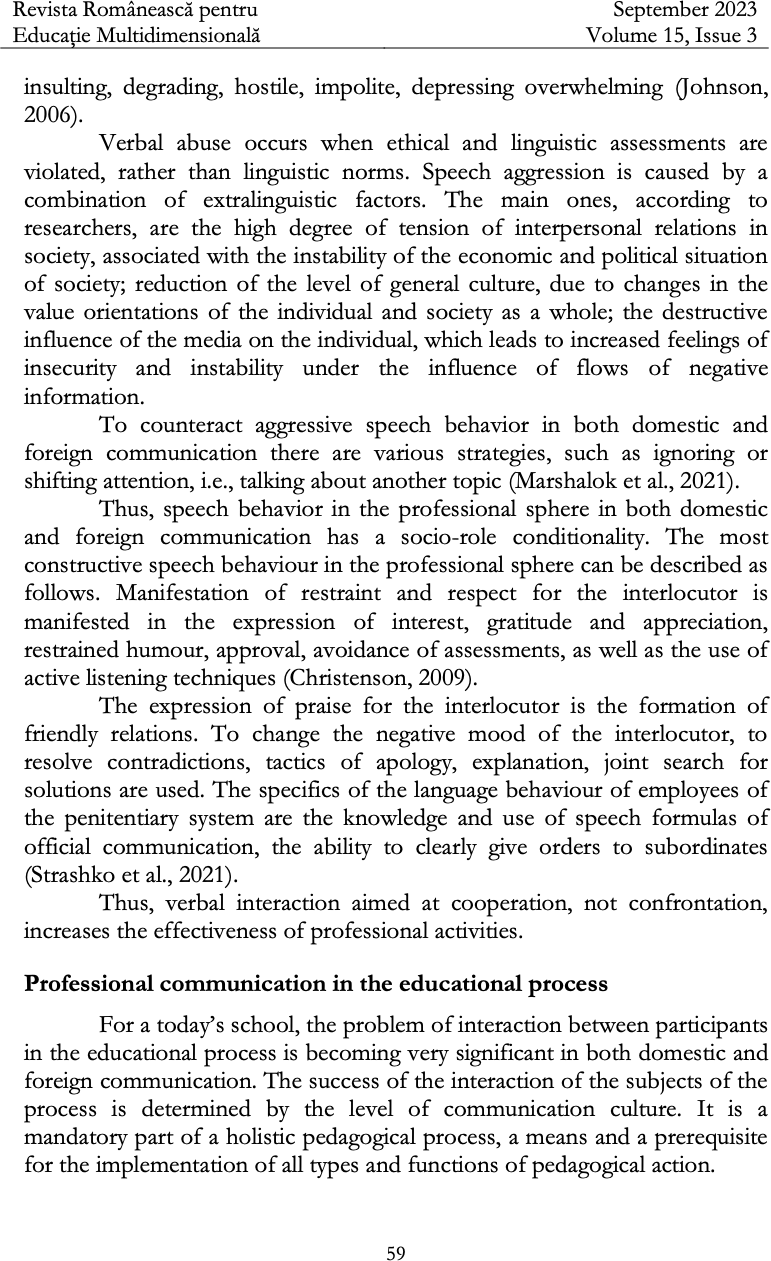 Revista Românească pentru
Educaţie Multidimensională
September 2023
Volume 15, Issue 3
insulting, degrading, hostile, impolite, depressing overwhelming (Johnson,
2006).
Verbal abuse occurs when ethical and linguistic assessments are
violated, rather than linguistic norms. Speech aggression is caused by a
combination of extralinguistic factors. The main ones, according to
researchers, are the high degree of tension of interpersonal relations in
society, associated with the instability of the economic and political situation
of society; reduction of the level of general culture, due to changes in the
value orientations of the individual and society as a whole; the destructive
influence of the media on the individual, which leads to increased feelings of
insecurity and instability under the influence of flows of negative
information.
To counteract aggressive speech behavior in both domestic and
foreign communication there are various strategies, such as ignoring or
shifting attention, i.e., talking about another topic (Marshalok et al., 2021).
Thus, speech behavior in the professional sphere in both domestic
and foreign communication has a socio-role conditionality. The most
constructive speech behaviour in the professional sphere can be described as
follows. Manifestation of restraint and respect for the interlocutor is
manifested in the expression of interest, gratitude and appreciation,
restrained humour, approval, avoidance of assessments, as well as the use of
active listening techniques (Christenson, 2009).
The expression of praise for the interlocutor is the formation of
friendly relations. To change the negative mood of the interlocutor, to
resolve contradictions, tactics of apology, explanation, joint search for
solutions are used. The specifics of the language behaviour of employees of
the penitentiary system are the knowledge and use of speech formulas of
official communication, the ability to clearly give orders to subordinates
(Strashko et al., 2021).
Thus, verbal interaction aimed at cooperation, not confrontation,
increases the effectiveness of professional activities.
Professional communication in the educational process
For a today’s school, the problem of interaction between participants
in the educational process is becoming very significant in both domestic and
foreign communication. The success of the interaction of the subjects of the
process is determined by the level of communication culture. It is a
mandatory part of a holistic pedagogical process, a means and a prerequisite
for the implementation of all types and functions of pedagogical action.
59